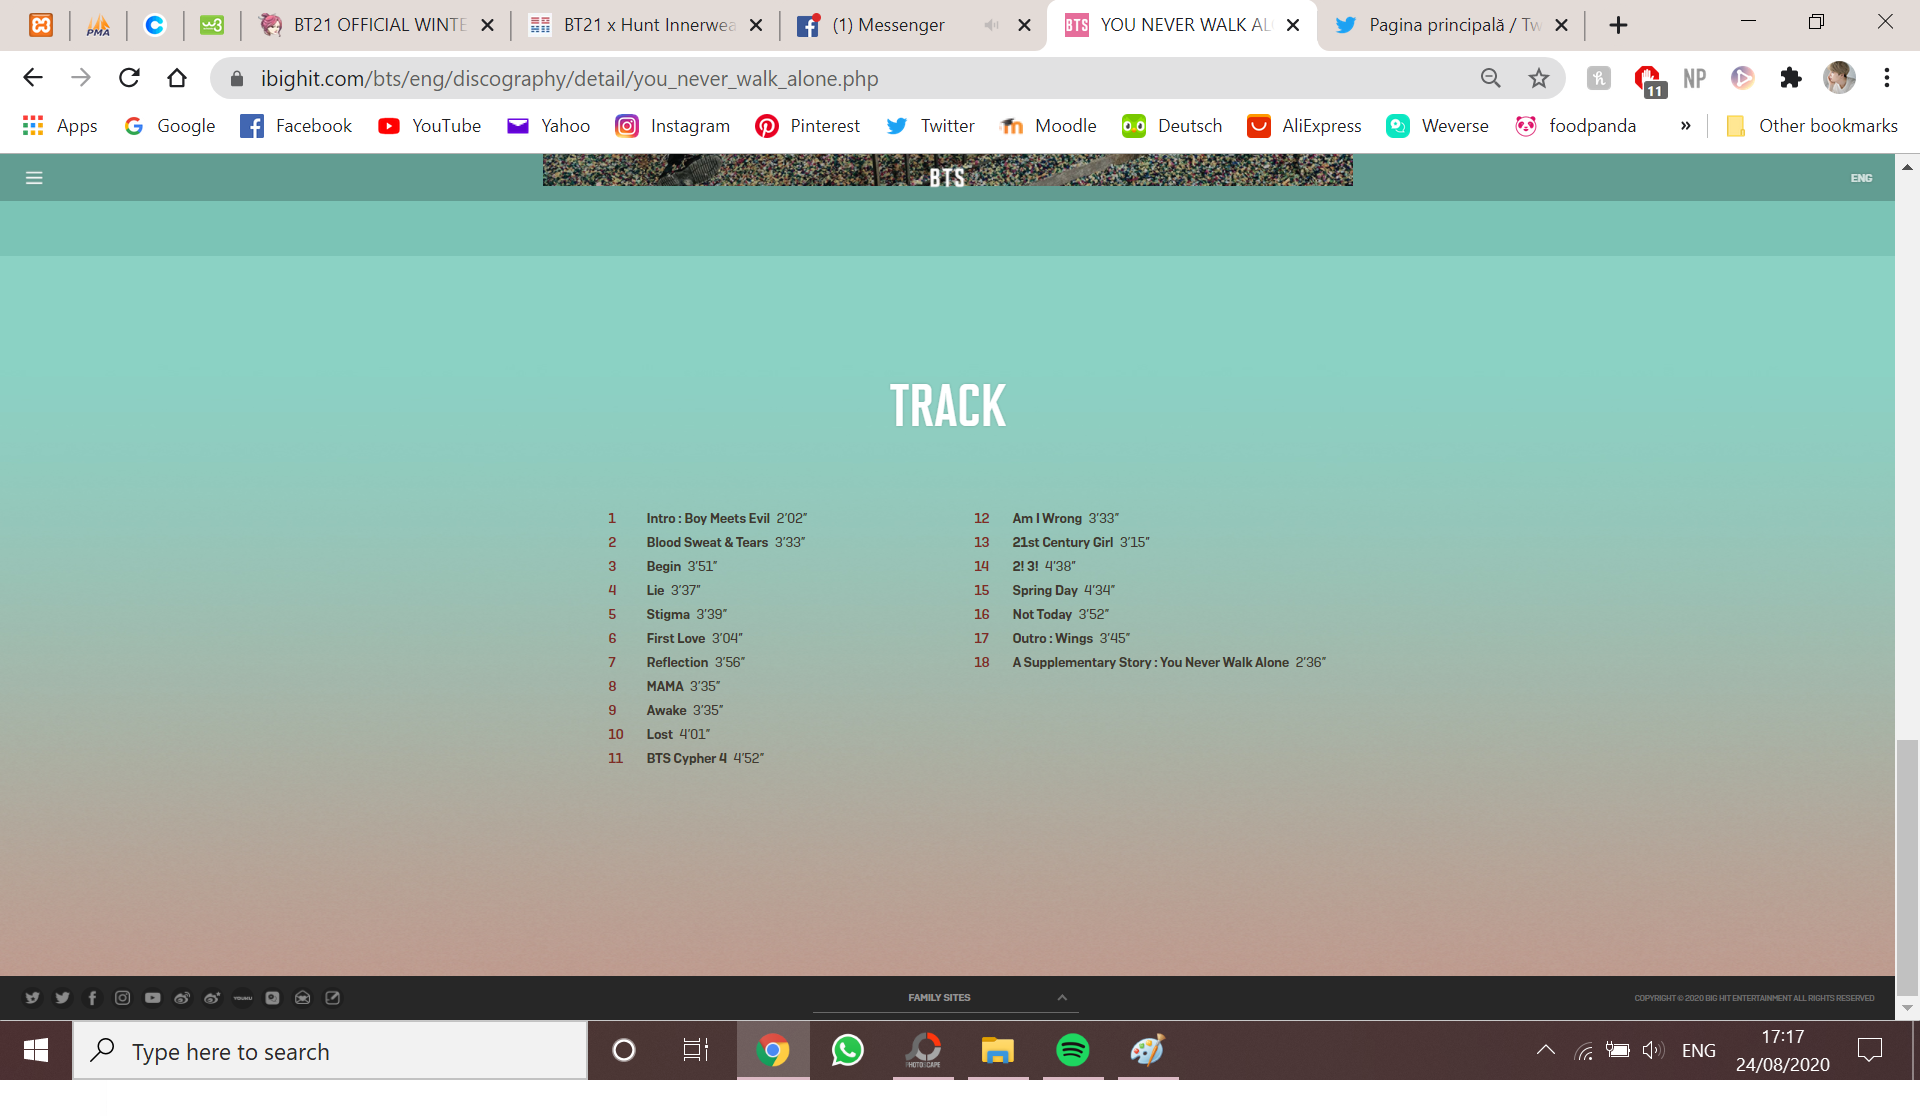 BT21 OFFICIAL WINTE
BT21 x Hunt Innerwea
(1) Messenger
BTS YOU NEVER WALK AL
Pagina principală / Tw
PMA
ibighit.com/bts/eng/discography/detail/you_never_walk_alone.php
11
NP
Apps
Google
Facebook
YouTube
Yahoo
Instagram
Pinterest
Twitter
Moodle
Deutsch
AliExpress
Weverse
foodpanda
»
Other bookmarks
BTS
ENG
TRACK
1 Intro : Boy Meets Evil 2'02"
2 Blood Sweat & Tears 3'33"
3 Begin 3'51"
4 Lie 3'37"
5 Stigma 3'39"
6 First Love 3'04"
7 Reflection 3'56"
8 MAMA 3'35"
9 Awake 3'35"
10 Lost 4'01"
11 BTS Cypher 4 4'52"
12 Am I Wrong 3'33"
13 21st Century Girl 3'15"
14 2! 3! 4'38"
15 Spring Day 4'34"
16 Not Today 3'52"
17 Outro : Wings 3'45"
18 A Supplementary Story : You Never Walk Alone 2'36"
YOUKU
FAMILY SITES
COPYRIGHT © 2020 BIG HIT ENTERTAINMENT ALL RIGHTS RESERVED
Type here to search
ENG
17:17
24/08/2020